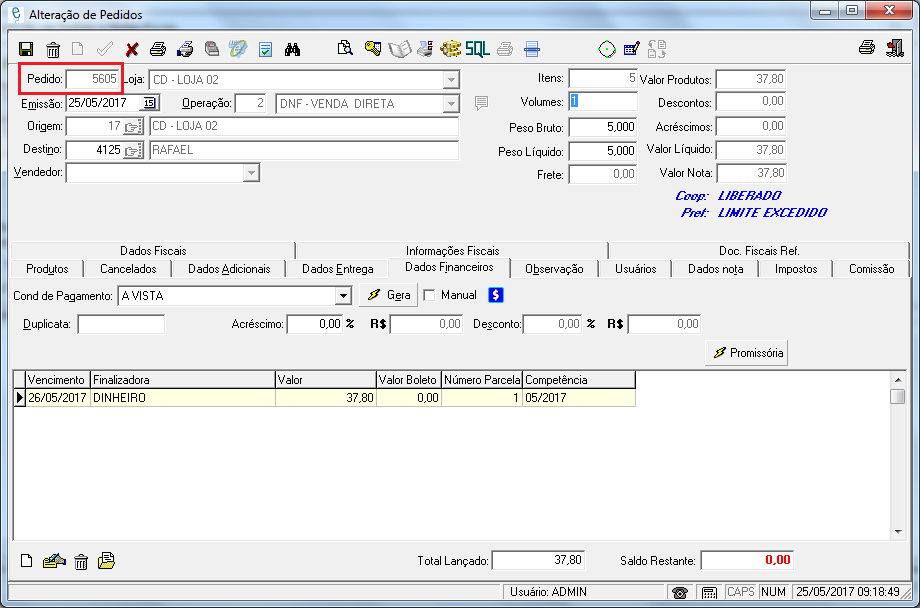 Alteração de Pedidos
SQL
Pedido: 5605 Loja: CD - LOJA 02 Itens: 5 Valor Produtos: 37,80
Emissão: 25/05/2017 15 Operação: 2 DNF - VENDA DIRETA Volumes: 1 Descontos: 0,00
Origem: 17 CD - LOJA 02 Peso Bruto: 5,000 Acréscimos: 0,00
Destino: 4125 RAFAEL Peso Líquido: 5,000 Valor Líquido: 37,80
Vendedor: Frete: 0,00 Valor Nota: 37,80
Coop: LIBERADO
Pref: LIMITE EXCEDIDO
Dados Fiscais Informações Fiscais Doc. Fiscais Ref.
Produtos Cancelados Dados Adicionais Dados Entrega Dados Financeiros Observação Usuários Dados nota Impostos Comissão
Cond de Pagamento: A VISTA Gera Manual $
Duplicata: Acréscimo: 0,00 % R$ 0,00 Desconto: 0,00 % R$ 0,00
Promissória
Vencimento Finalizadora Valor Valor Boleto Número Parcela Competência
26/05/2017 DINHEIRO 37,80 0,00 1 05/2017
Total Lançado: 37,80 Saldo Restante: 0,00
Usuário: ADMIN CAPS NUM 25/05/2017 09:18:49